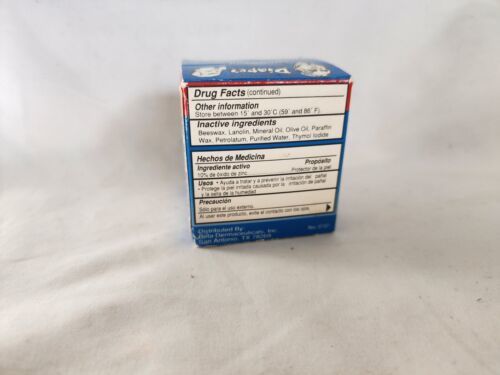 Diaper
Drug Facts (continued)
Other information
Store between 15° and 30°C (59° and 86° F).
Inactive ingredients
Beeswax, Lanolin, Mineral Oil, Olive Oil, Paraffin
Wax, Petrolatum, Purified Water, Thymol Iodide
Hechos de Medicina
Ingrediente activo Propósito
10% de óxido de zinc Protector de la piel
Usos • Ayuda a tratar y a prevenir la irritación del pañal
• Protege la piel irritada causada por la irritación de pañal
y la sella de la humedad
Precaución
Sólo para el uso externo.
Al usar este producto, evite el contacto con los ojos.
Distributed By:
Beta Dermaceuticals, Inc.
San Antonio, TX
No.